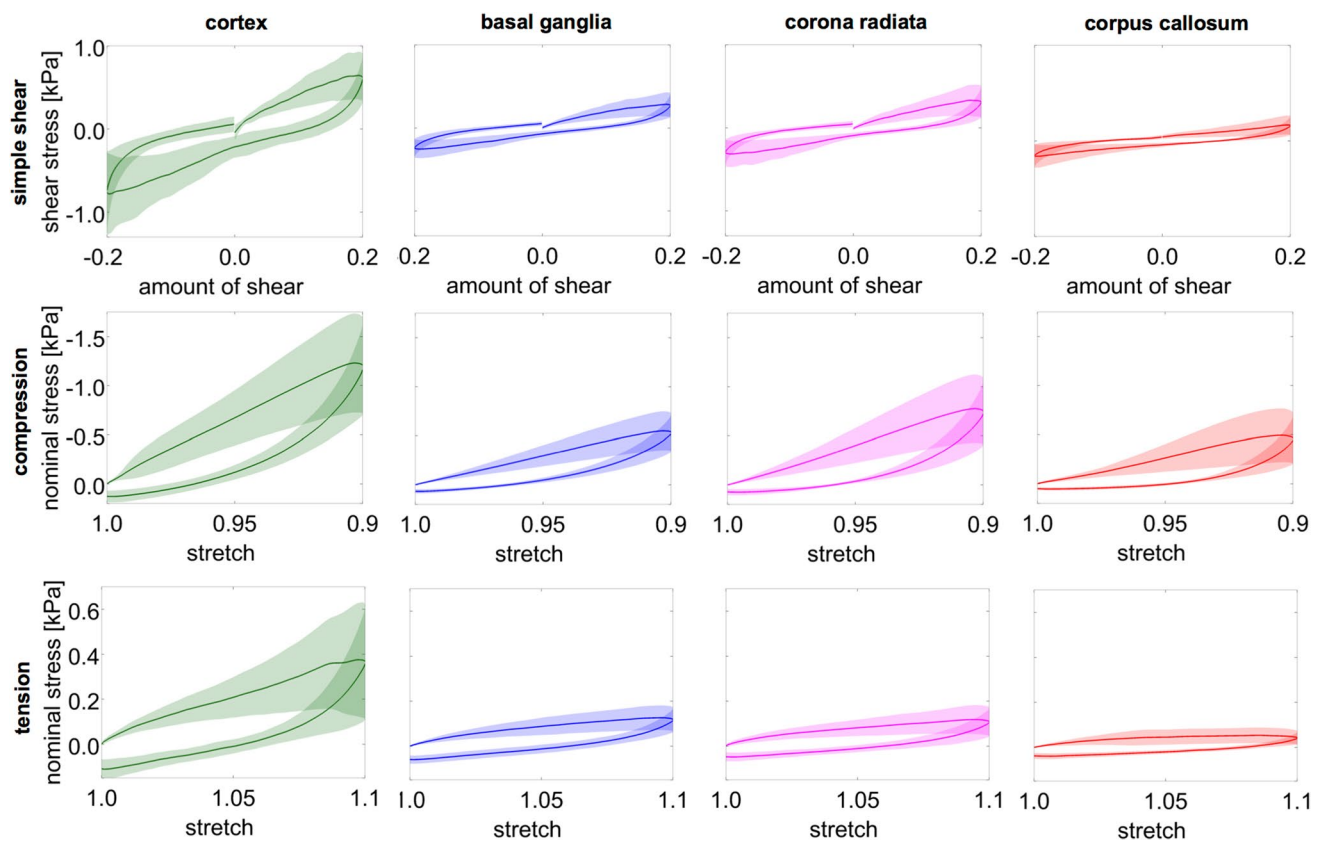 cortex basal ganglia corona radiata corpus callosum
simple shear
shear stress [kPa]
1.0
0.0
-1.0
-0.2 0.0 0.2 .0.2 0.0 0.2 -0.2 0.0 0.2 -0.2 0.0 0.2
amount of shear amount of shear amount of shear amount of shear
compression
nominal stress [kPa]
-1.5
-1.0
-0.5
0.0
1.0 0.95 0.9 1.0 0.95 0.9 1.0 0.95 0.9 1.0 0.95 0.9
stretch stretch stretch stretch
tension
nominal stress [kPa]
0.6
0.4
0.2
0.0
1.0 1.05 1.1 1.0 1.05 1.1 1.0 1.05 1.1 1.0 1.05 1.1
stretch stretch stretch stretch